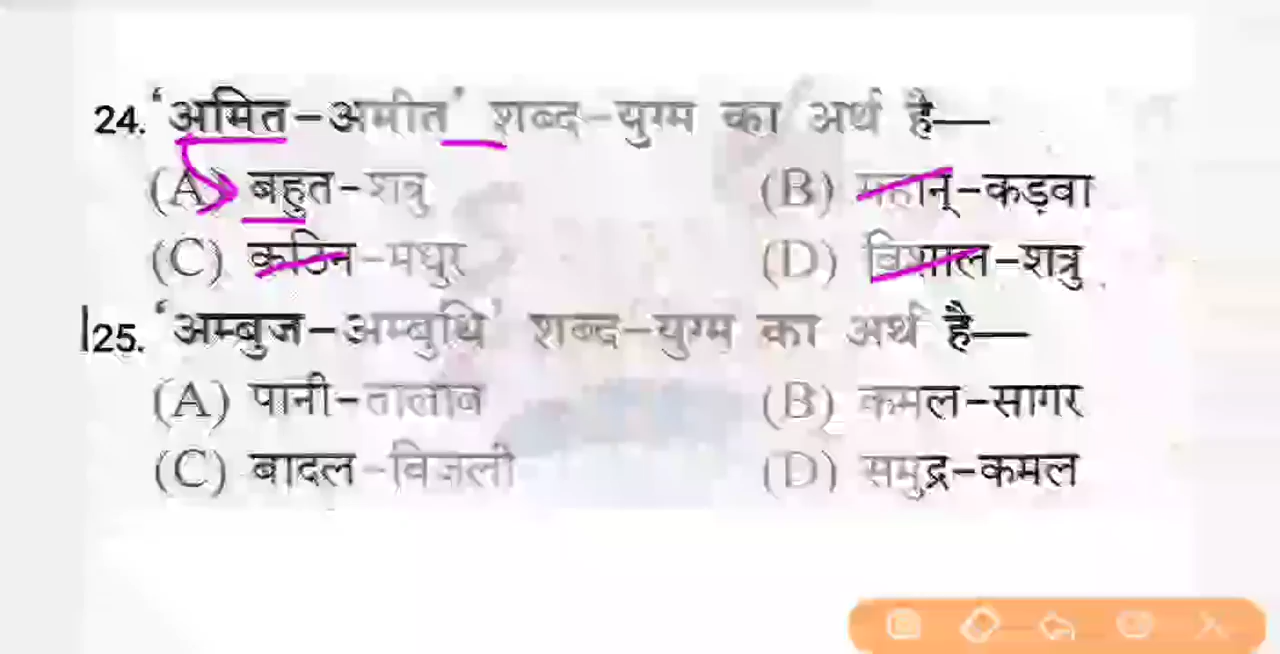 24. 'अमित-अमीत' शब्द-युग्म का अर्थ है—
(A) बहुत-शत्रु (B) महान्-कड़वा
(C) कठिन-मधुर (D) विशाल-शत्रु
25. 'अम्बुज-अम्बुधि' शब्द-युग्म का अर्थ है—
(A) पानी-तालाब (B) कमल-सागर
(C) बादल-बिजली (D) समुद्र-कमल